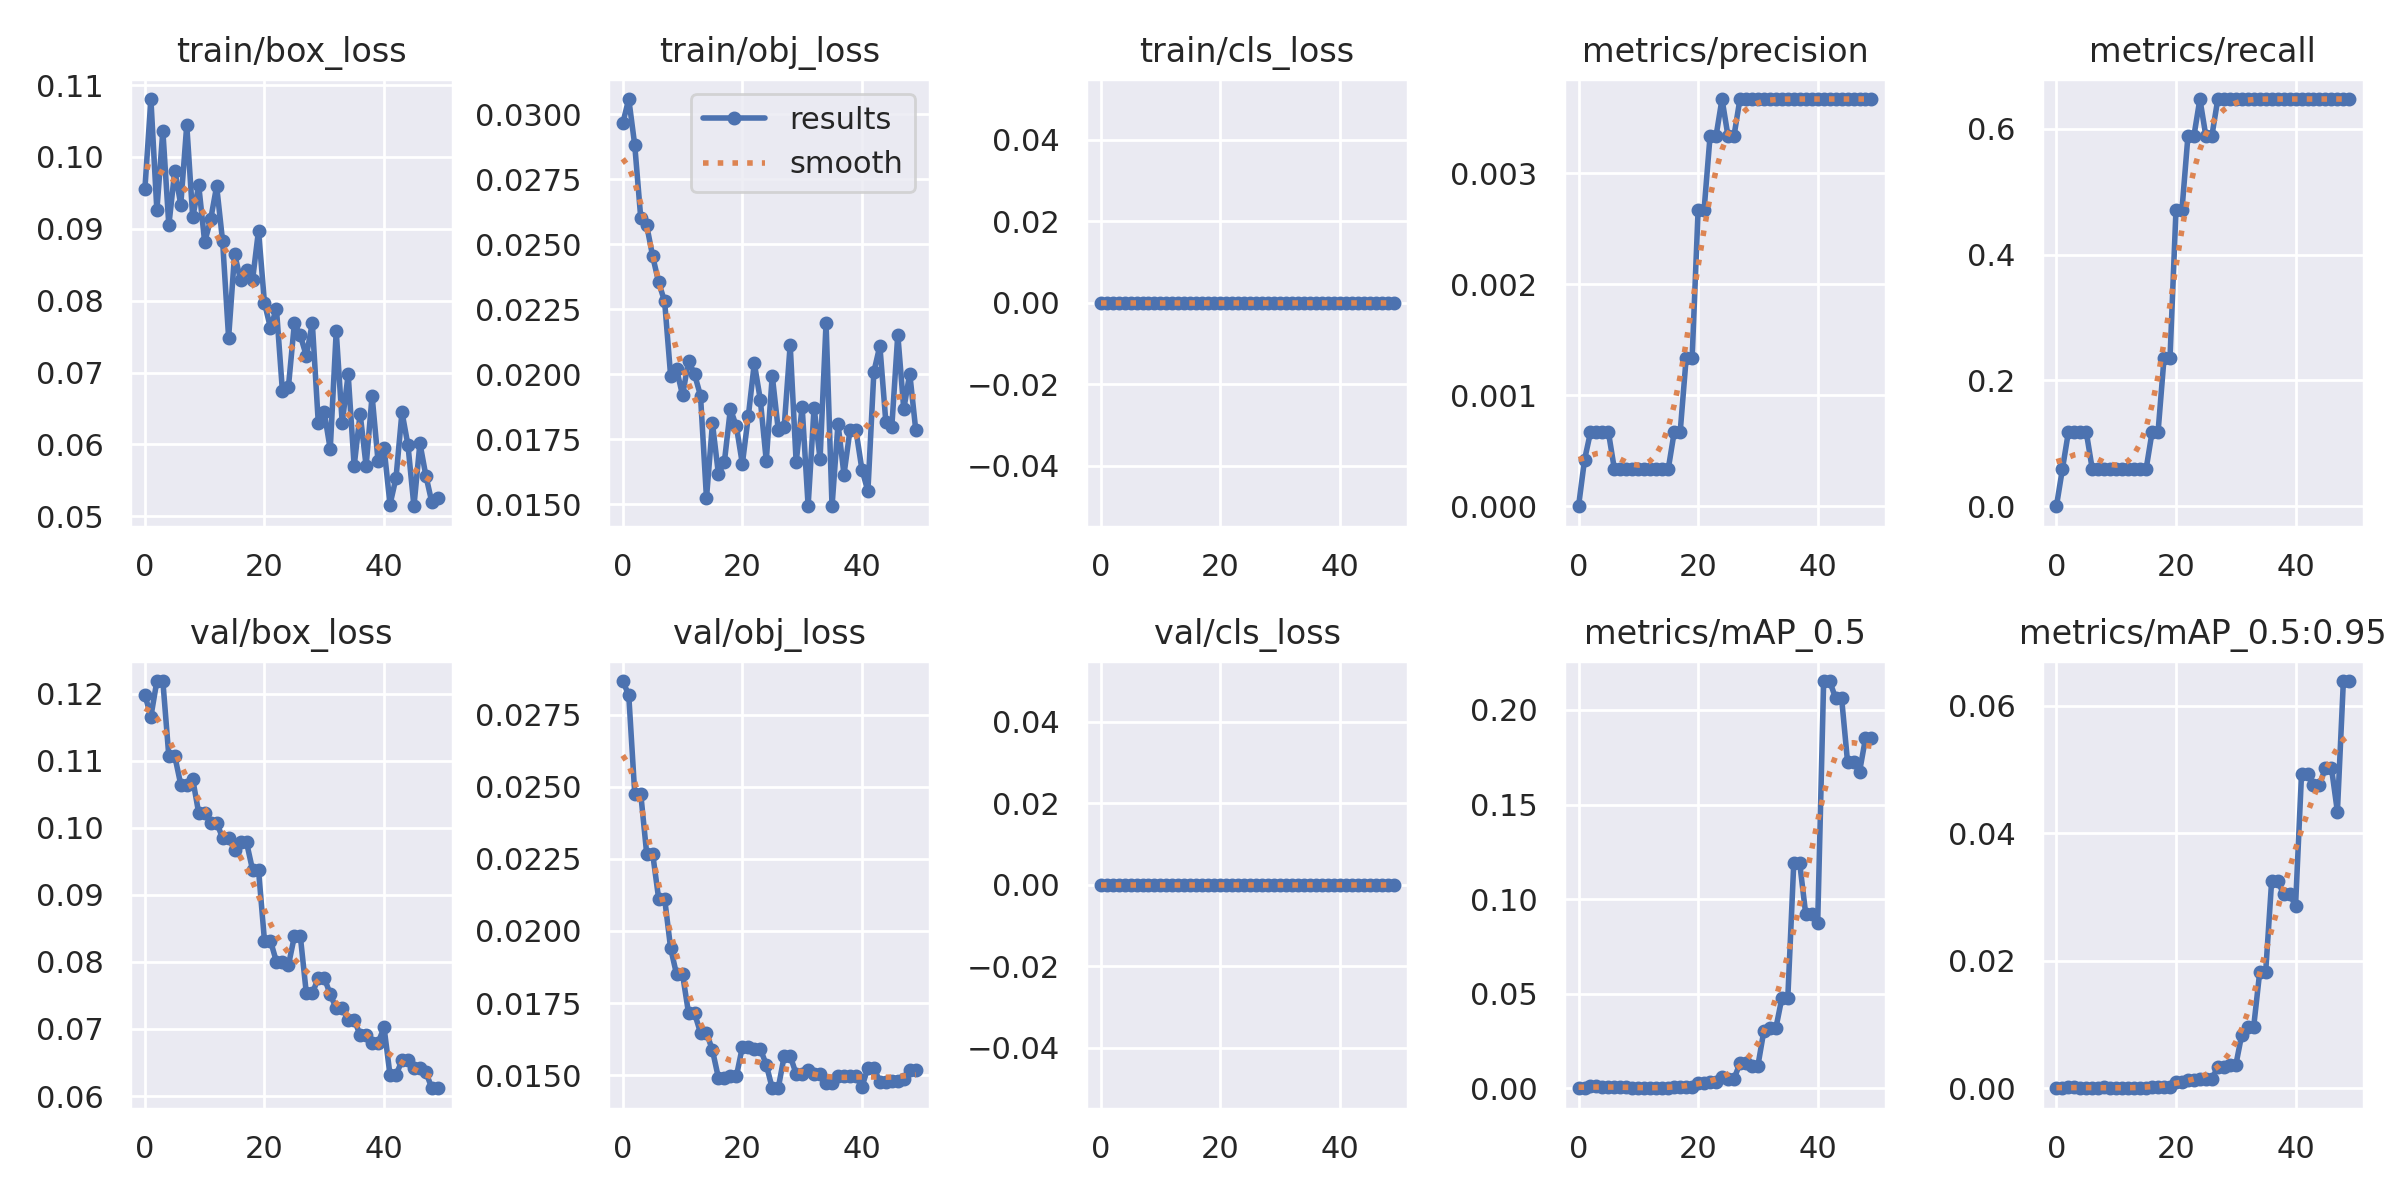 train/box_loss
0.11
0.10
0.09
0.08
0.07
0.06
0.05
0 20 40
train/obj_loss
results
smooth
0.0300
0.0275
0.0250
0.0225
0.0200
0.0175
0.0150
0 20 40
train/cls_loss
0.04
0.02
0.00
−0.02
−0.04
0 20 40
metrics/precision
0.003
0.002
0.001
0.000
0 20 40
metrics/recall
0.6
0.4
0.2
0.0
0 20 40
val/box_loss
0.12
0.11
0.10
0.09
0.08
0.07
0.06
0 20 40
val/obj_loss
0.0275
0.0250
0.0225
0.0200
0.0175
0.0150
0 20 40
val/cls_loss
0.04
0.02
0.00
−0.02
−0.04
0 20 40
metrics/mAP_0.5
0.20
0.15
0.10
0.05
0.00
0 20 40
metrics/mAP_0.5:0.95
0.06
0.04
0.02
0.00
0 20 40